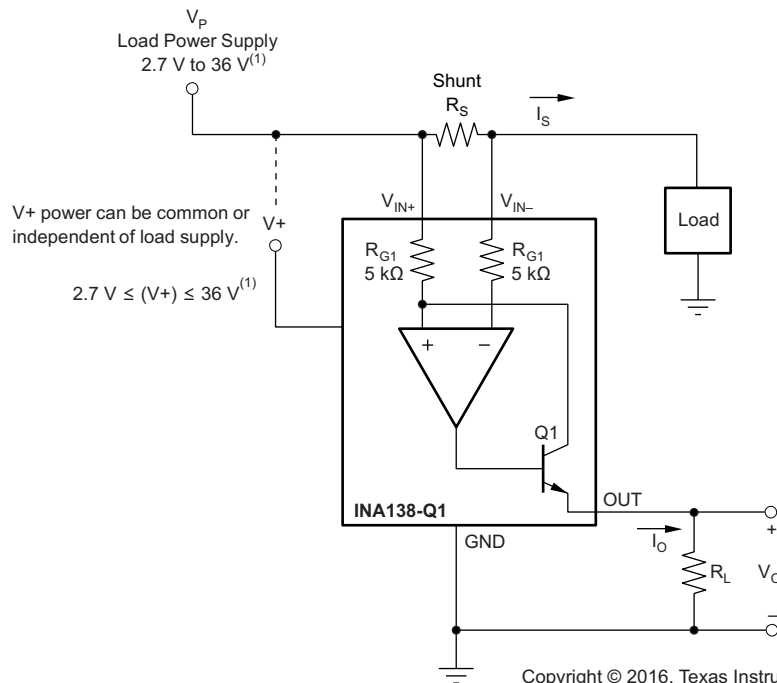 V_P
Load Power Supply
2.7 V to 36 V(1)
Shunt
R_S
I_S
V_IN+
V_IN–
V+ power can be common or
independent of load supply.
V+
Load
R_G1
5 kΩ
R_G1
5 kΩ
2.7 V ≤ (V+) ≤ 36 V(1)
+
–
Q1
OUT
INA138-Q1
GND
I_O
+
R_L
V_O
–
Copyright © 2016, Texas